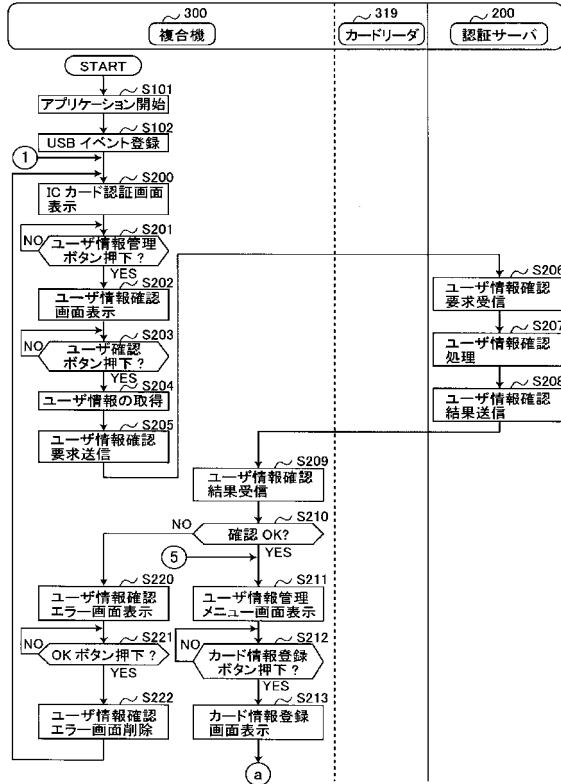 300
複合機
319
カードリーダ
200
認証サーバ
START
S101
アプリケーション開始
S102
USB イベント登録
1
S200
IC カード認証画面
表示
S201
ユーザ情報管理
ボタン押下？
NO
YES
S202
ユーザ情報確認
画面表示
S203
ユーザ確認
ボタン押下？
NO
YES
S204
ユーザ情報の取得
S205
ユーザ情報確認
要求送信
S206
ユーザ情報確認
要求受信
S207
ユーザ情報確認
処理
S208
ユーザ情報確認
結果送信
S209
ユーザ情報確認
結果受信
S210
確認 OK?
NO
YES
5
S220
ユーザ情報確認
エラー画面表示
S221
OK ボタン押下？
NO
YES
S222
ユーザ情報確認
エラー画面削除
S211
ユーザ情報管理
メニュー画面表示
S212
カード情報登録
ボタン押下？
NO
YES
S213
カード情報登録
画面表示
a